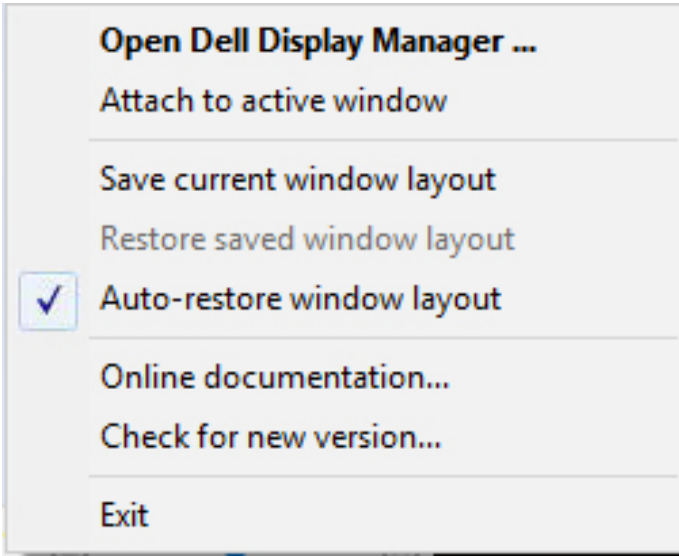 Open Dell Display Manager ...
Attach to active window
Save current window layout
Restore saved window layout
Auto-restore window layout
Online documentation...
Check for new version...
Exit